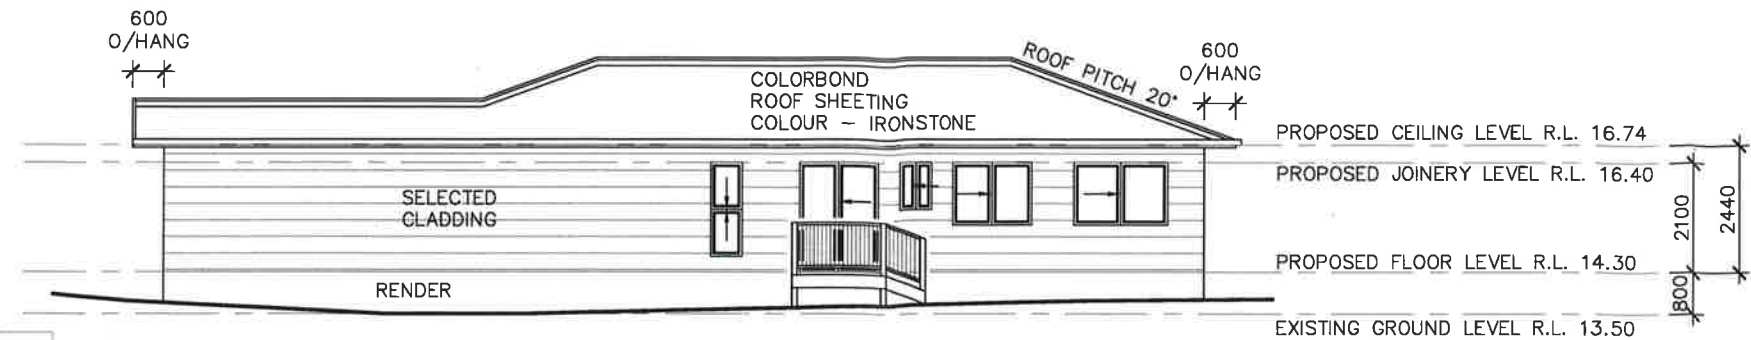 600
O/HANG
COLORBOND
ROOF SHEETING
COLOUR - IRONSTONE
ROOF PITCH 20°
600
O/HANG
PROPOSED CEILING LEVEL R.L. 16.74
PROPOSED JOINERY LEVEL R.L. 16.40
SELECTED
CLADDING
2100
2440
PROPOSED FLOOR LEVEL R.L. 14.30
RENDER
800
EXISTING GROUND LEVEL R.L. 13.50